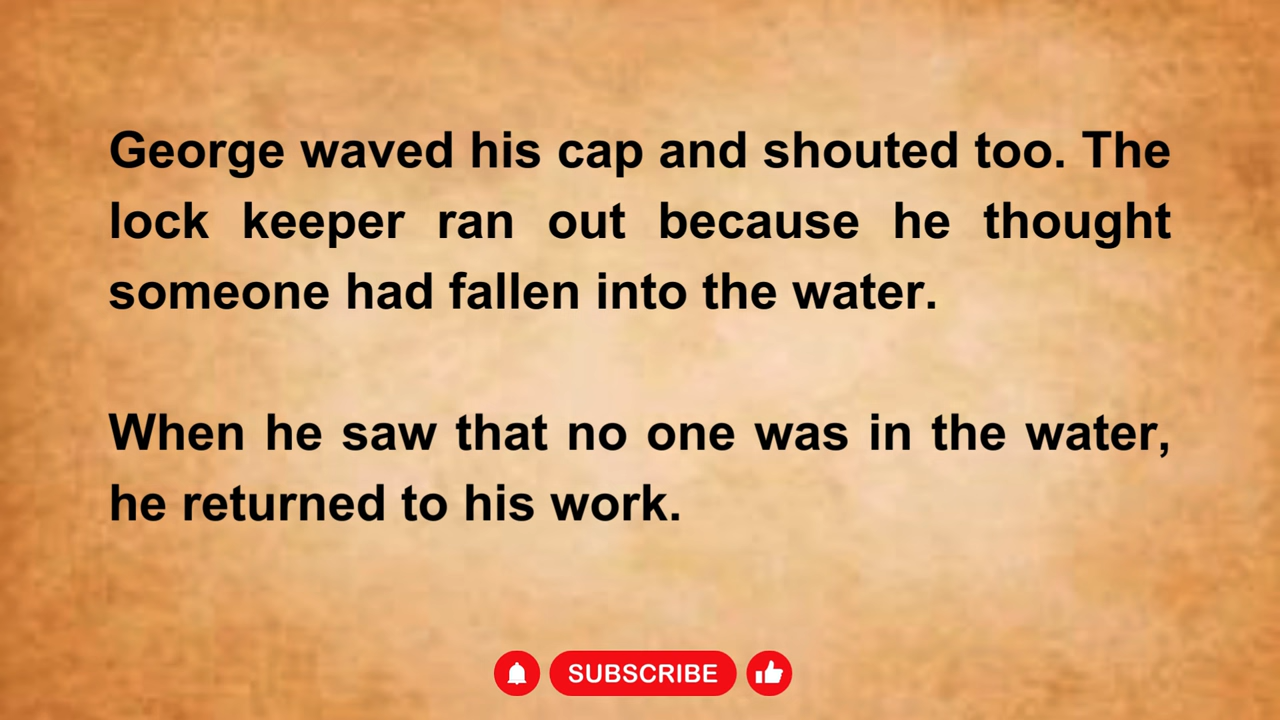 George waved his cap and shouted too. The
lock keeper ran out because he thought
someone had fallen into the water.
When he saw that no one was in the water,
he returned to his work.
SUBSCRIBE